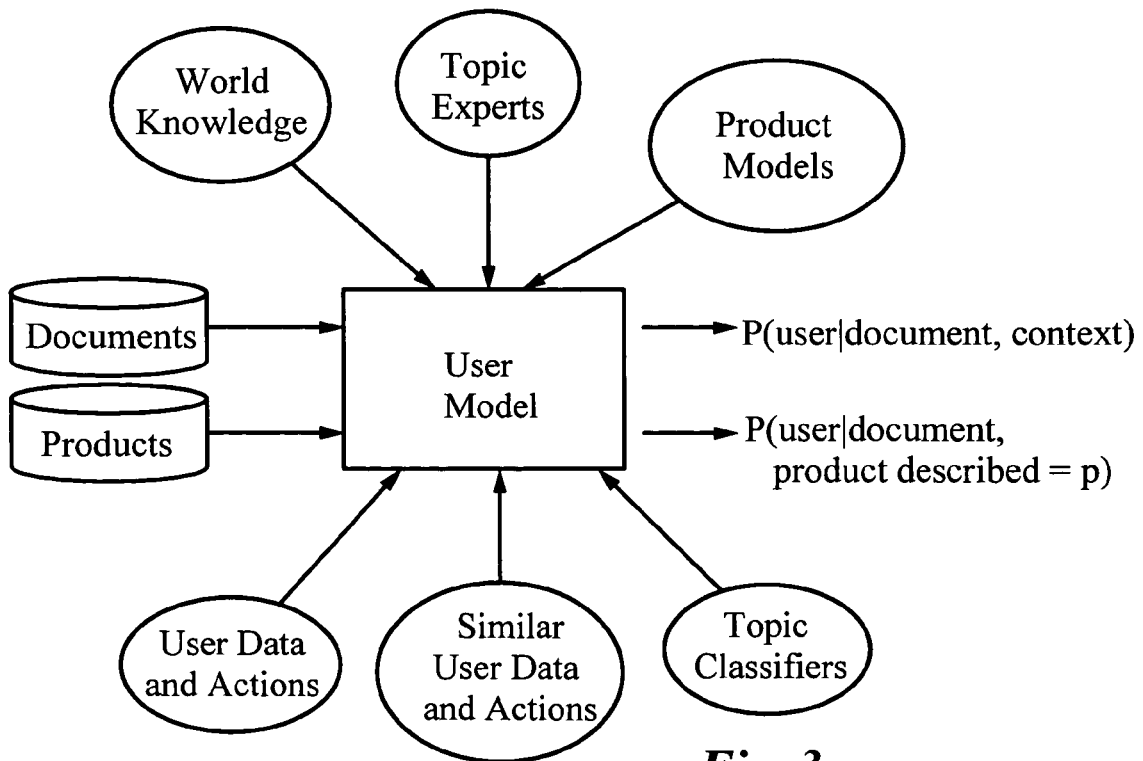 World
Knowledge
Topic
Experts
Product
Models
Documents
Products
User
Model
P(user|document, context)
P(user|document,
product described = p)
User Data
and Actions
Similar
User Data
and Actions
Topic
Classifiers